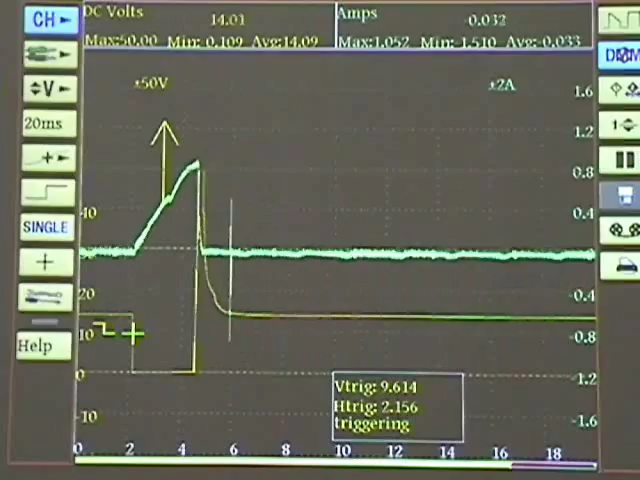 CH
DC Volts
14.01
Amps
-0.032
Max:50.00 Min:-0.109 Avg:14.09
Max:1.052 Min:-1.510 Avg:-0.033
V
±50V
±2A
1.6
20ms
1.2
0.8
SINGLE
40
0.4
20
-0.4
10
-0.8
Help
0
-1.2
-10
-1.6
Vtrig: 9.614
Htrig: 2.156
triggering
0 2 4 6 8 10 12 14 16 18